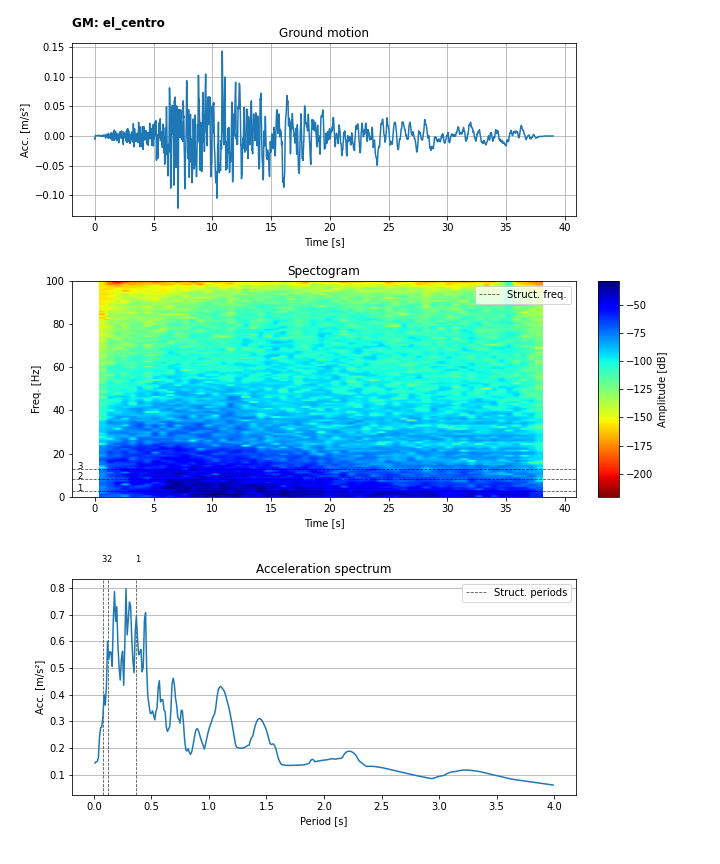 GM: el_centro
Ground motion
0.15
0.10
0.05
0.00
−0.05
−0.10
Acc. [m/s²]
0 5 10 15 20 25 30 35 40
Time [s]
Spectogram
100
80
60
40
20
0
Freq. [Hz]
Struct. freq.
3
2
1
0 5 10 15 20 25 30 35 40
Time [s]
−50
−75
−100
−125
−150
−175
−200
Amplitude [dB]
32 1
Acceleration spectrum
0.8
0.7
0.6
0.5
0.4
0.3
0.2
0.1
Acc. [m/s²]
Struct. periods
0.0 0.5 1.0 1.5 2.0 2.5 3.0 3.5 4.0
Period [s]